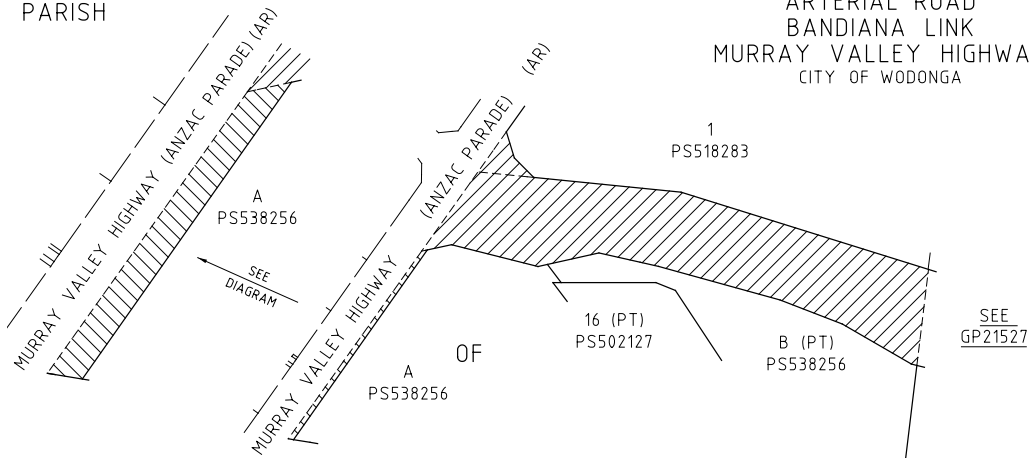 PARISH
ARTERIAL ROAD
BANDIANA LINK
MURRAY VALLEY HIGHWA
CITY OF WODONGA
MURRAY VALLEY HIGHWAY (ANZAC PARADE) (AR)
A
PS538256
SEE
DIAGRAM
MURRAY VALLEY HIGHWAY (ANZAC PARADE) (AR)
1
PS518283
A
PS538256
OF
16 (PT)
PS502127
B (PT)
PS538256
SEE
GP21527